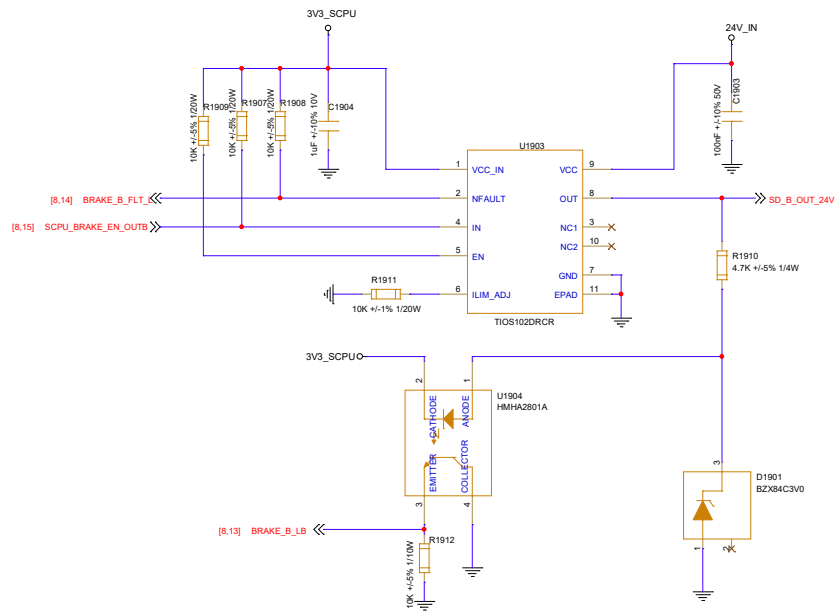 3V3_SCPU
24V_IN
R1909
10K +/-5% 1/20W
R1907
10K +/-5% 1/20W
R1908
10K +/-5% 1/20W
C1904
1uF +/-10% 10V
C1903
100nF +/-10% 50V
U1903
1 VCC_IN VCC 9
[8,14] BRAKE_B_FLT_L 2 NFAULT OUT 8 SD_B_OUT_24V
[8,15] SCPU_BRAKE_EN_OUTB 4 IN NC1 3
NC2 10
5 EN
GND 7
R1911
6 ILIM_ADJ EPAD 11
10K +/-1% 1/20W
TIOS102DRCR
R1910
4.7K +/-5% 1/4W
3V3_SCPU
2 1
CATHODE ANODE
EMITTER COLLECTOR
3 4
U1904
HMHA2801A
3
D1901
BZX84C3V0
1 2
[8,13] BRAKE_B_LB
R1912
10K +/-5% 1/10W